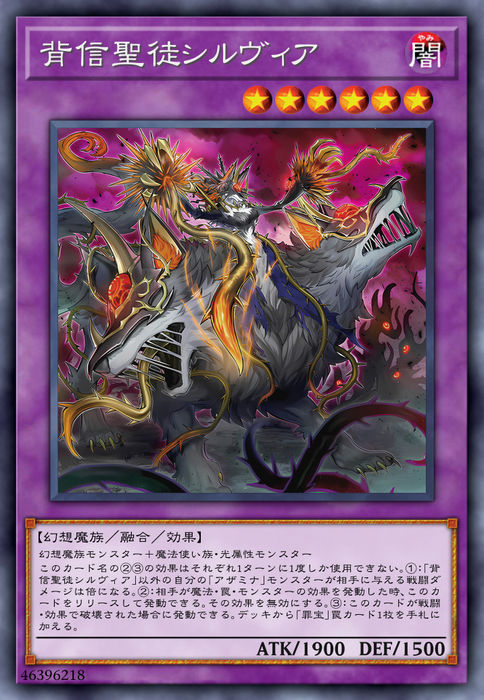 背信聖徒シルヴィア
やみ
闇
【幻想魔族／融合／効果】
幻想魔族モンスター＋魔法使い族・光属性モンスター
このカード名の②③の効果はそれぞれ1ターンに1度しか使用できない。①：「背
信聖徒シルヴィア」以外の自分の「アザミナ」モンスターが相手に与える戦闘ダ
メージは倍になる。②：相手が魔法・罠・モンスターの効果を発動した時、このカ
ードをリリースして発動できる。その効果を無効にする。③：このカードが戦闘
・効果で破壊された場合に発動できる。デッキから「罪宝」罠カード1枚を手札に
加える。
ATK/1900 DEF/1500
46396218